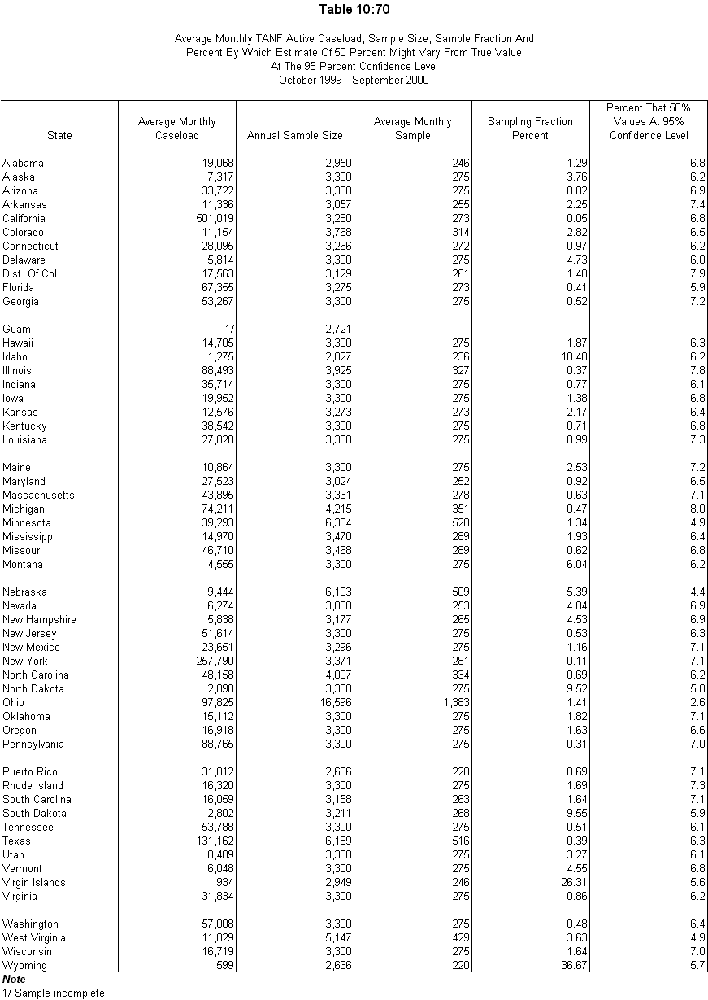 Table 10:70
Average Monthly TANF Active Caseload, Sample Size, Sample Fraction And
Percent By Which Estimate Of 50 Percent Might Vary From True Value
At The 95 Percent Confidence Level
October 1999 - September 2000
State Average Monthly Caseload Annual Sample Size Average Monthly Sample Sampling Fraction Percent Percent That 50% Values At 95% Confidence Level
Alabama 19,068 2,950 246 1.29 6.8
Alaska 7,317 3,300 275 3.76 6.2
Arizona 33,722 3,300 275 0.82 6.9
Arkansas 11,336 3,057 255 2.25 7.4
California 501,019 3,280 273 0.05 6.8
Colorado 11,154 3,768 314 2.82 6.5
Connecticut 28,095 3,266 272 0.97 6.2
Delaware 5,814 3,300 275 4.73 6.0
Dist. Of Col. 17,563 3,129 261 1.48 7.9
Florida 67,355 3,275 273 0.41 5.9
Georgia 53,267 3,300 275 0.52 7.2
Guam 1/ 2,721 - - -
Hawaii 14,705 3,300 275 1.87 6.3
Idaho 1,275 2,827 236 18.48 6.2
Illinois 88,493 3,925 327 0.37 7.8
Indiana 35,714 3,300 275 0.77 6.1
Iowa 19,952 3,300 275 1.38 6.8
Kansas 12,576 3,273 273 2.17 6.4
Kentucky 38,542 3,300 275 0.71 6.8
Louisiana 27,820 3,300 275 0.99 7.3
Maine 10,864 3,300 275 2.53 7.2
Maryland 27,523 3,024 252 0.92 6.5
Massachusetts 43,895 3,331 278 0.63 7.1
Michigan 74,211 4,215 351 0.47 8.0
Minnesota 39,293 6,334 528 1.34 4.9
Mississippi 14,970 3,470 289 1.93 6.4
Missouri 46,710 3,468 289 0.62 6.8
Montana 4,555 3,300 275 6.04 6.2
Nebraska 9,444 6,103 509 5.39 4.4
Nevada 6,274 3,038 253 4.04 6.9
New Hampshire 5,838 3,177 265 4.53 6.9
New Jersey 51,614 3,300 275 0.53 6.3
New Mexico 23,651 3,296 275 1.16 7.1
New York 257,790 3,371 281 0.11 7.1
North Carolina 48,158 4,007 334 0.69 6.2
North Dakota 2,890 3,300 275 9.52 5.8
Ohio 97,825 16,596 1,383 1.41 2.6
Oklahoma 15,112 3,300 275 1.82 7.1
Oregon 16,918 3,300 275 1.63 6.6
Pennsylvania 88,765 3,300 275 0.31 7.0
Puerto Rico 31,812 2,636 220 0.69 7.1
Rhode Island 16,320 3,300 275 1.69 7.3
South Carolina 16,059 3,158 263 1.64 7.1
South Dakota 2,802 3,211 268 9.55 5.9
Tennessee 53,788 3,300 275 0.51 6.1
Texas 131,162 6,189 516 0.39 6.3
Utah 8,409 3,300 275 3.27 6.1
Vermont 6,048 3,300 275 4.55 6.8
Virgin Islands 934 2,949 246 26.31 5.6
Virginia 31,834 3,300 275 0.86 6.2
Washington 57,008 3,300 275 0.48 6.4
West Virginia 11,829 5,147 429 3.63 4.9
Wisconsin 16,719 3,300 275 1.64 7.0
Wyoming 599 2,636 220 36.67 5.7
Note:
1/ Sample incomplete